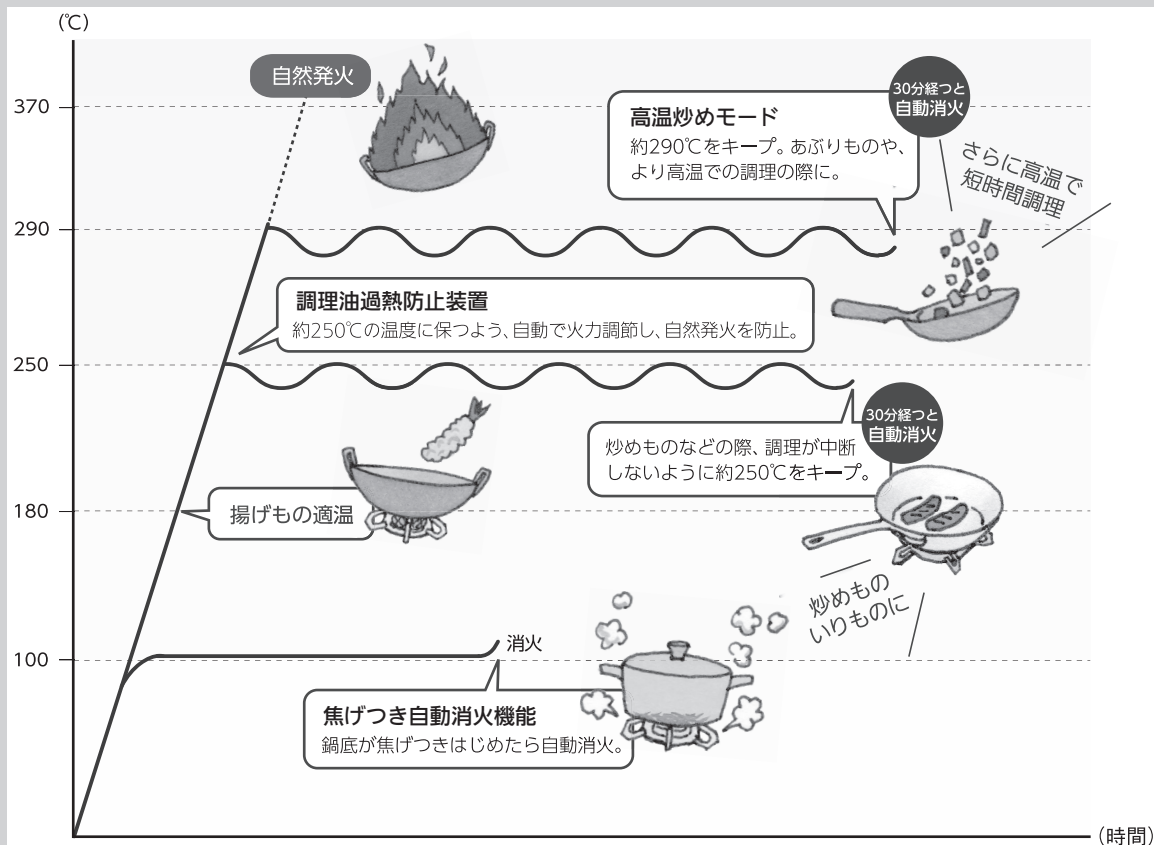 (℃)
自然発火
370
30分経つと
自動消火
高温炒めモード
約290℃をキープ。あぶりものや、
より高温での調理の際に。
さらに高温で
短時間調理
290
調理油過熱防止装置
約250℃の温度に保つよう、自動で火力調節し、自然発火を防止。
250
30分経つと
自動消火
炒めものなどの際、調理が中断
しないように約250℃をキープ。
180
揚げもの適温
炒めもの
いりものに
消火
100
焦げつき自動消火機能
鍋底が焦げつきはじめたら自動消火。
(時間)